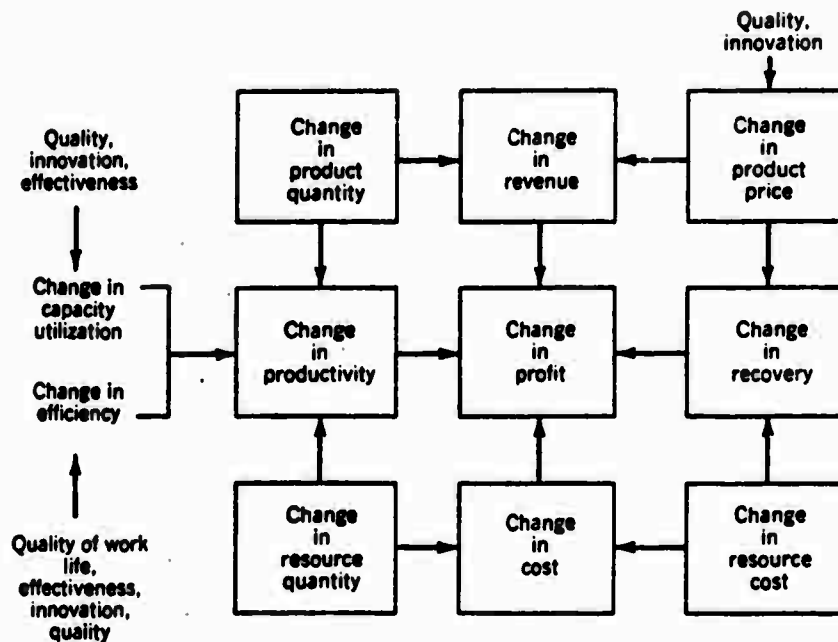 Quality,
innovation
Change
in
product
quantity
Change
in
revenue
Change
in
product
price
Quality,
innovation,
effectiveness
Change in
capacity
utilization
Change in
efficiency
Change
in
productivity
Change
in
profit
Change
in
recovery
Quality of work
life,
effectiveness,
innovation,
quality
Change
in
resource
quantity
Change
in
cost
Change
in
resource
cost